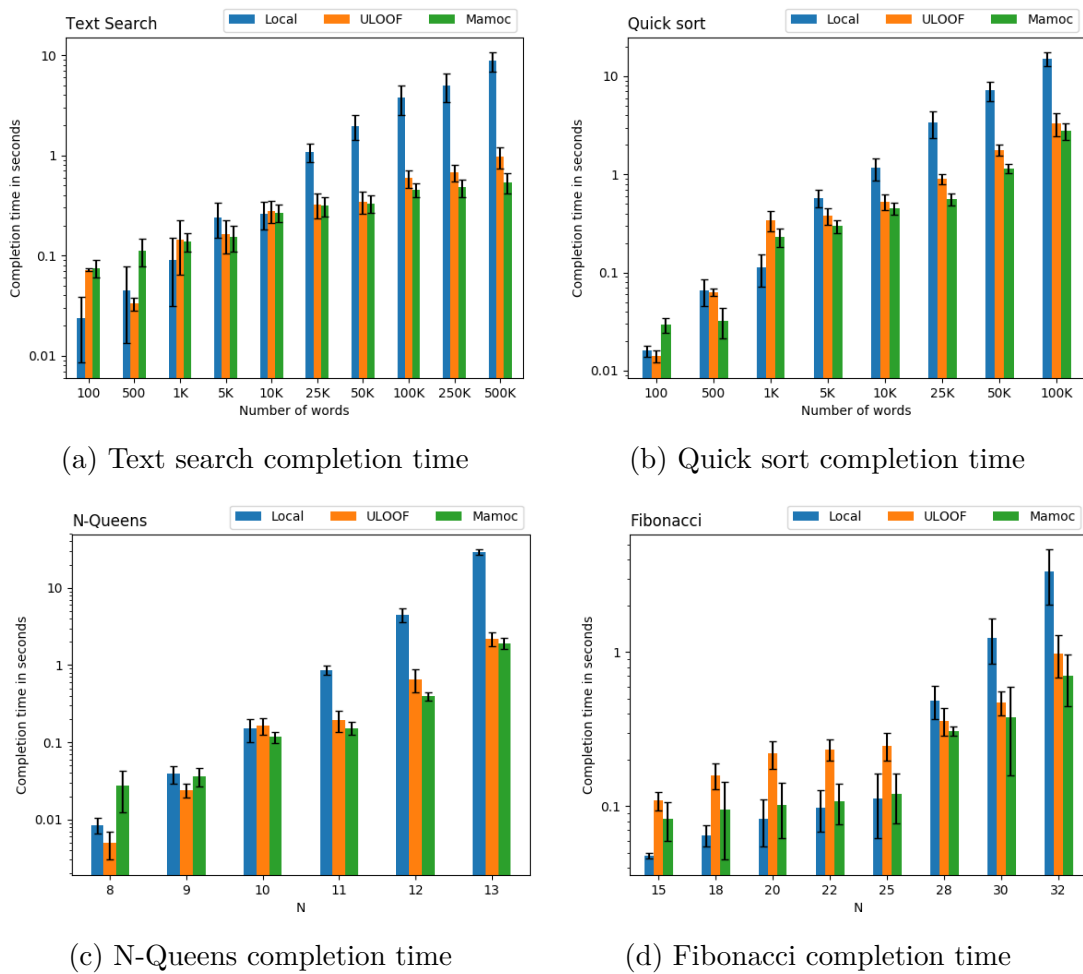 Text Search
Local ULOOF Mamoc
Completion time in seconds
10
1
0.1
0.01
100 500 1K 5K 10K 25K 50K 100K 250K 500K
Number of words
(a) Text search completion time
Quick sort
Local ULOOF Mamoc
Completion time in seconds
10
1
0.1
0.01
100 500 1K 5K 10K 25K 50K 100K
Number of words
(b) Quick sort completion time
N-Queens
Local ULOOF Mamoc
Completion time in seconds
10
1
0.1
0.01
8 9 10 11 12 13
N
(c) N-Queens completion time
Fibonacci
Local ULOOF Mamoc
Completion time in seconds
1
0.1
15 18 20 22 25 28 30 32
N
(d) Fibonacci completion time